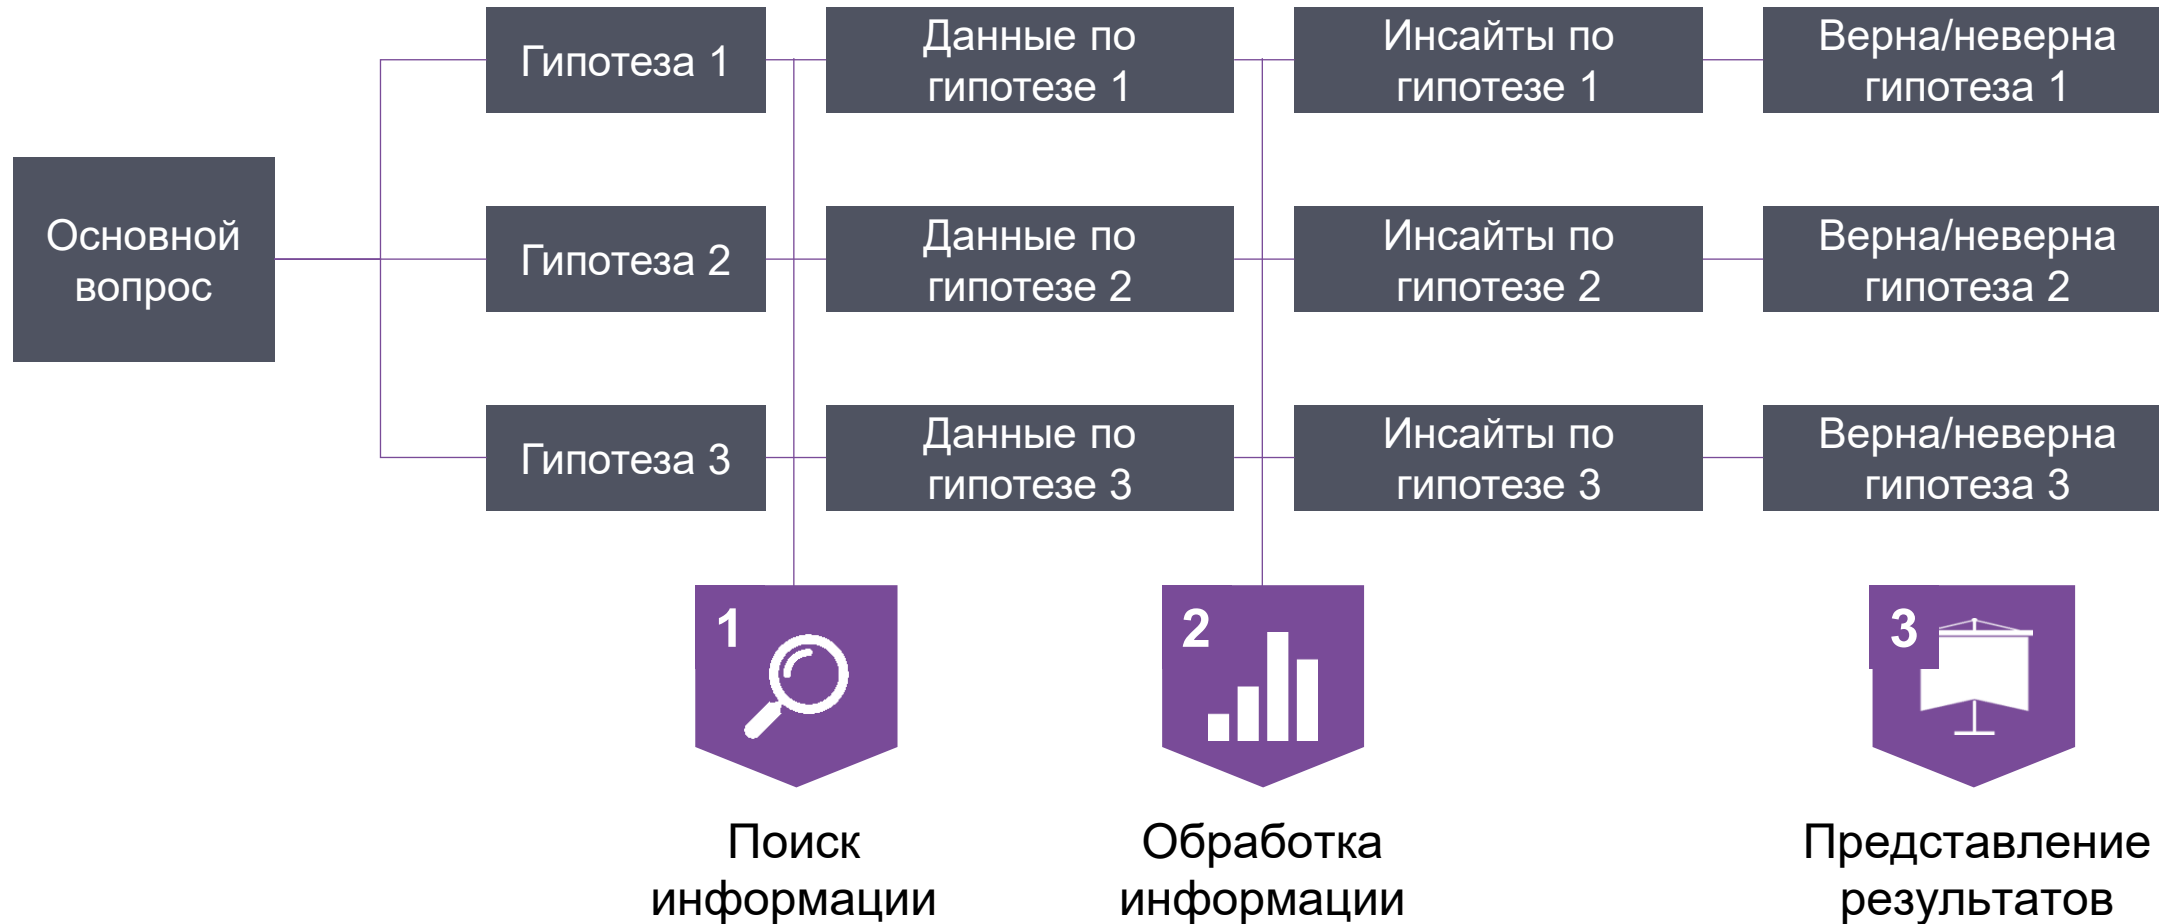 Основной
вопрос
Гипотеза 1
Данные по
гипотезе 1
Инсайты по
гипотезе 1
Верна/неверна
гипотеза 1
Гипотеза 2
Данные по
гипотезе 2
Инсайты по
гипотезе 2
Верна/неверна
гипотеза 2
Гипотеза 3
Данные по
гипотезе 3
Инсайты по
гипотезе 3
Верна/неверна
гипотеза 3
1
Поиск
информации
2
Обработка
информации
3
Представление
результатов